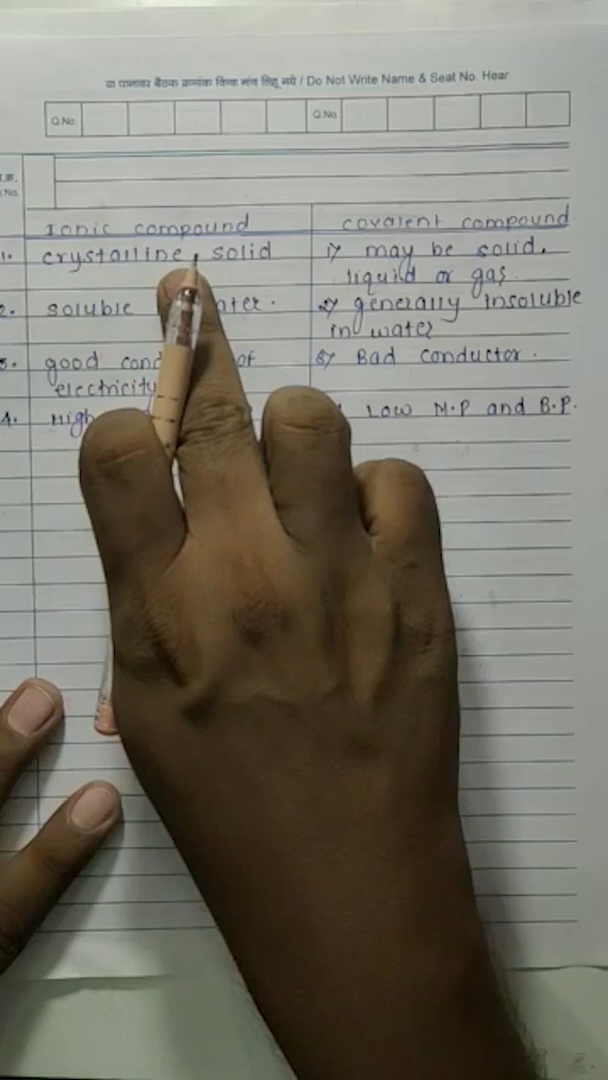 या पानावर बैठक क्रमांक किंवा नांव लिहू नये / Do Not Write Name & Seat No. Hear
Q.No. Q.No.
क्र.
No.
Ionic compound covalent compound
1. crystalline solid 1) may be solid,
liquid or gas.
2. soluble ater. 2) generally insoluble
in water
3. good cond of 3) Bad conductor.
electricity
4. High Low M.P and B.P.